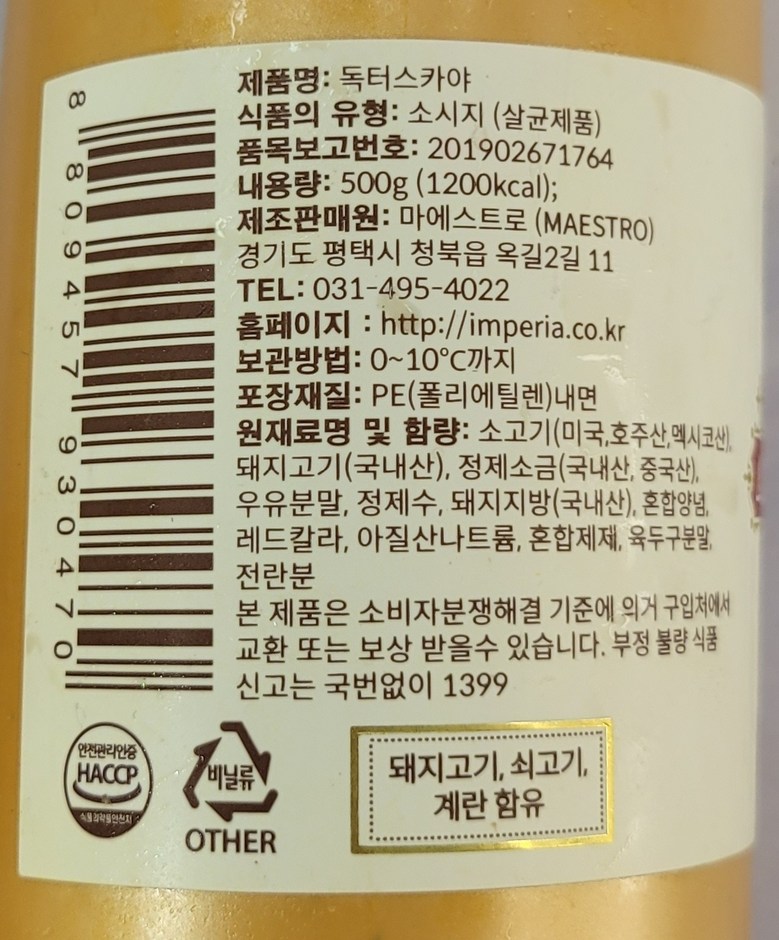 제품명: 독터스카야
식품의 유형: 소시지 (살균제품)
품목보고번호: 201902671764
내용량: 500g (1200kcal);
제조판매원: 마에스트로 (MAESTRO)
경기도 평택시 청북읍 옥길2길 11
TEL: 031-495-4022
홈페이지 : http://imperia.co.kr
보관방법: 0~10℃까지
포장재질: PE(폴리에틸렌)내면
원재료명 및 함량: 소고기(미국,호주산,멕시코산),
돼지고기(국내산), 정제소금(국내산, 중국산),
우유분말, 정제수, 돼지지방(국내산), 혼합양념,
레드칼라, 아질산나트륨, 혼합제제, 육두구분말,
전란분
본 제품은 소비자분쟁해결 기준에 의거 구입처에서
교환 또는 보상 받을수 있습니다. 부정 불량 식품
신고는 국번없이 1399
8 809457 930470
안전관리인증
HACCP
비닐류
OTHER
돼지고기, 쇠고기,
계란 함유